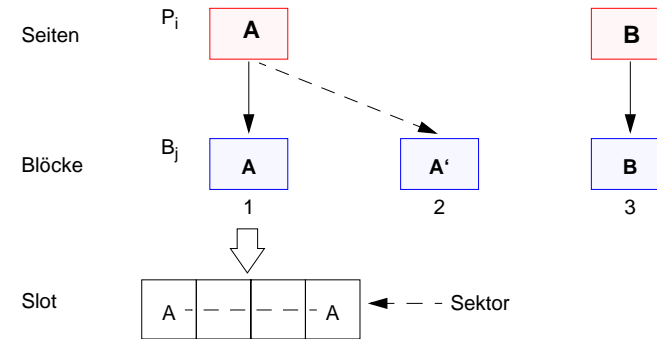 Seiten P_i A B
Blöcke B_j A A‘ B
1 2 3
Slot A A Sektor